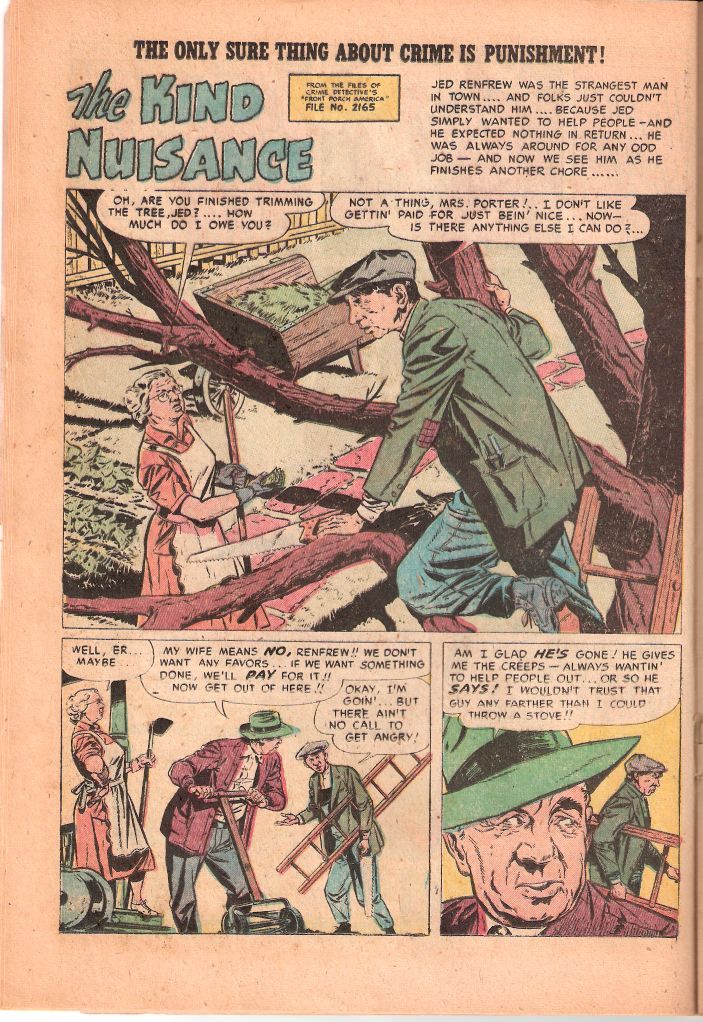 THE ONLY SURE THING ABOUT CRIME IS PUNISHMENT!
The KIND
NUISANCE
FROM THE FILES OF
CRIME DETECTIVE'S
"FRONT PORCH AMERICA"
FILE No. 2165
JED RENFREW WAS THE STRANGEST MAN
IN TOWN.... AND FOLKS JUST COULDN'T
UNDERSTAND HIM .... BECAUSE JED
SIMPLY WANTED TO HELP PEOPLE - AND
HE EXPECTED NOTHING IN RETURN... HE
WAS ALWAYS AROUND FOR ANY ODD
JOB - AND NOW WE SEE HIM AS HE
FINISHES ANOTHER CHORE ......
OH, ARE YOU FINISHED TRIMMING
THE TREE, JED?.... HOW
MUCH DO I OWE YOU?
NOT A THING, MRS. PORTER!.. I DON'T LIKE
GETTIN' PAID FOR JUST BEIN' NICE... NOW—
IS THERE ANYTHING ELSE I CAN DO?...
WELL, ER...
MAYBE..
MY WIFE MEANS NO, RENFREW!! WE DON'T
WANT ANY FAVORS... IF WE WANT SOMETHING
DONE, WE'LL PAY FOR IT!!
NOW GET OUT OF HERE!!
OKAY, I'M
GOIN'... BUT
THERE AIN'T
NO CALL TO
GET ANGRY!
AM I GLAD HE'S GONE! HE GIVES
ME THE CREEPS — ALWAYS WANTIN'
TO HELP PEOPLE OUT... OR SO HE
SAYS! I WOULDN'T TRUST THAT
GUY ANY FARTHER THAN I COULD
THROW A STOVE!!